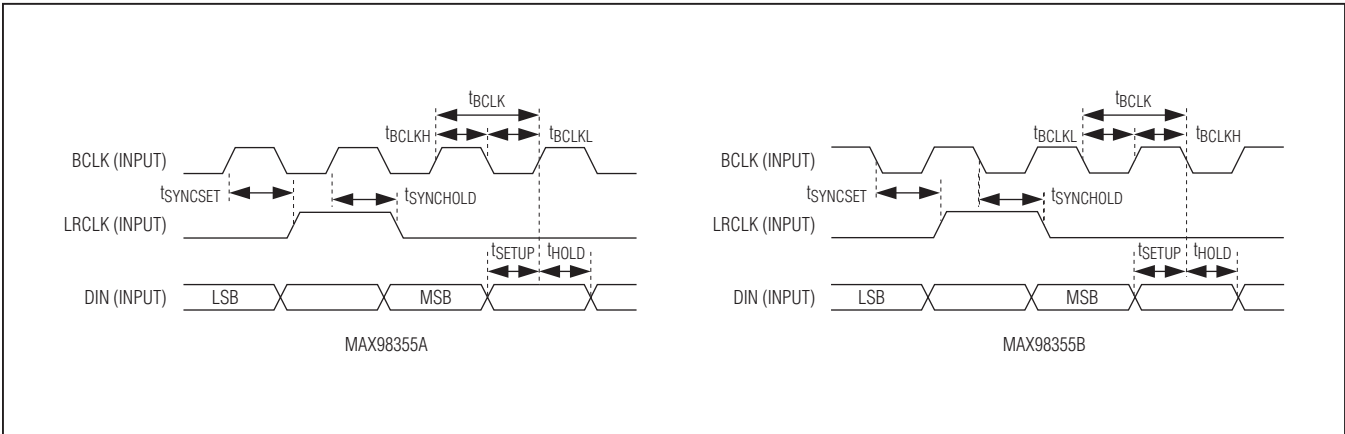 tBCLK
tBCLKH
tBCLKL
BCLK (INPUT)
tSYNCSET
tSYNCHOLD
LRCLK (INPUT)
tSETUP
tHOLD
DIN (INPUT)
LSB
MSB
MAX98355A
tBCLK
tBCLKL
tBCLKH
BCLK (INPUT)
tSYNCSET
tSYNCHOLD
LRCLK (INPUT)
tSETUP
tHOLD
DIN (INPUT)
LSB
MSB
MAX98355B